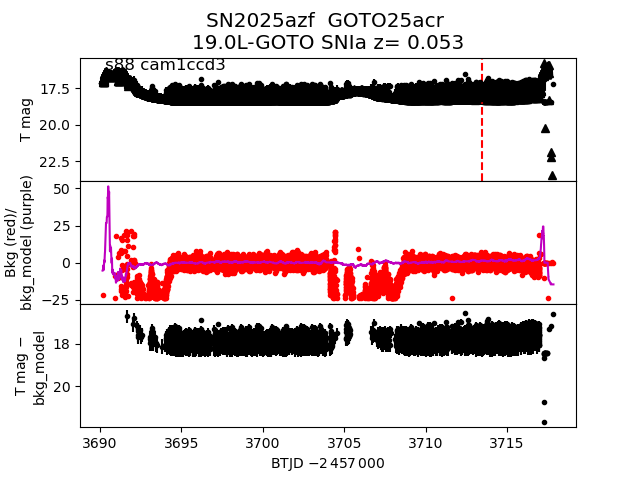 SN2025azf  GOTO25acr
19.0L-GOTO SNIa z= 0.053
s88 cam1ccd3
17.5
20.0
22.5
T mag
50
25
0
−25
Bkg (red)/
bkg_model (purple)
18
20
T mag −
bkg_model
3690 3695 3700 3705 3710 3715
BTJD −2 457 000